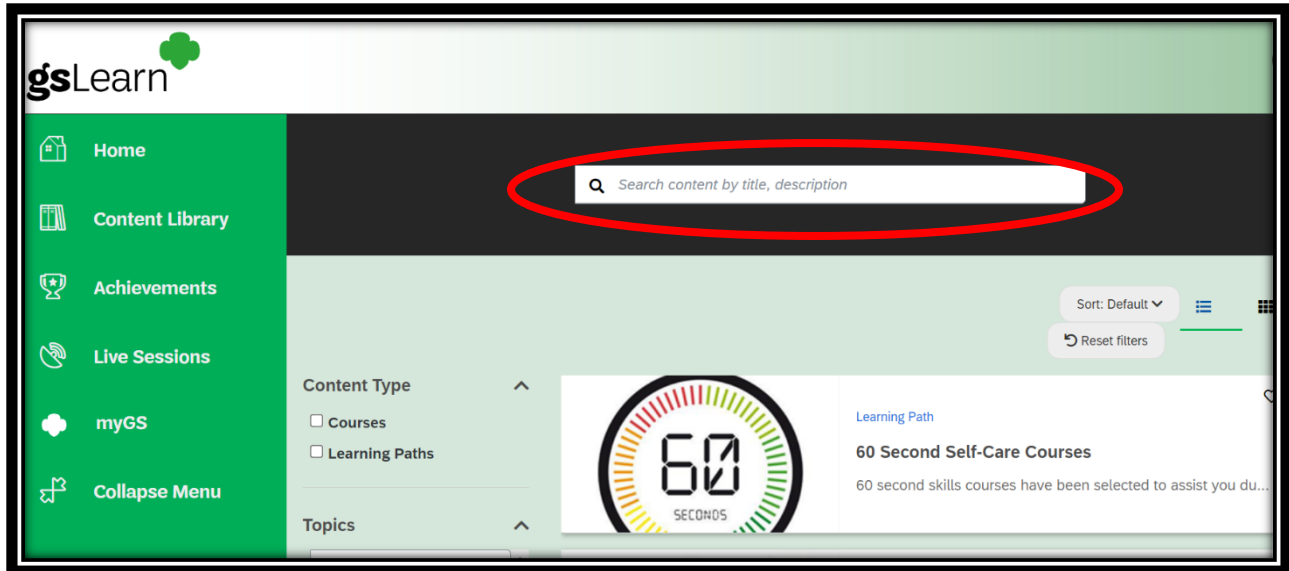 gsLearn
Home
Content Library
Achievements
Live Sessions
myGS
Collapse Menu
Search content by title, description
Sort: Default
Reset filters
Content Type
Courses
Learning Paths
Topics
60
SECONDS
Learning Path
60 Second Self-Care Courses
60 second skills courses have been selected to assist you du...